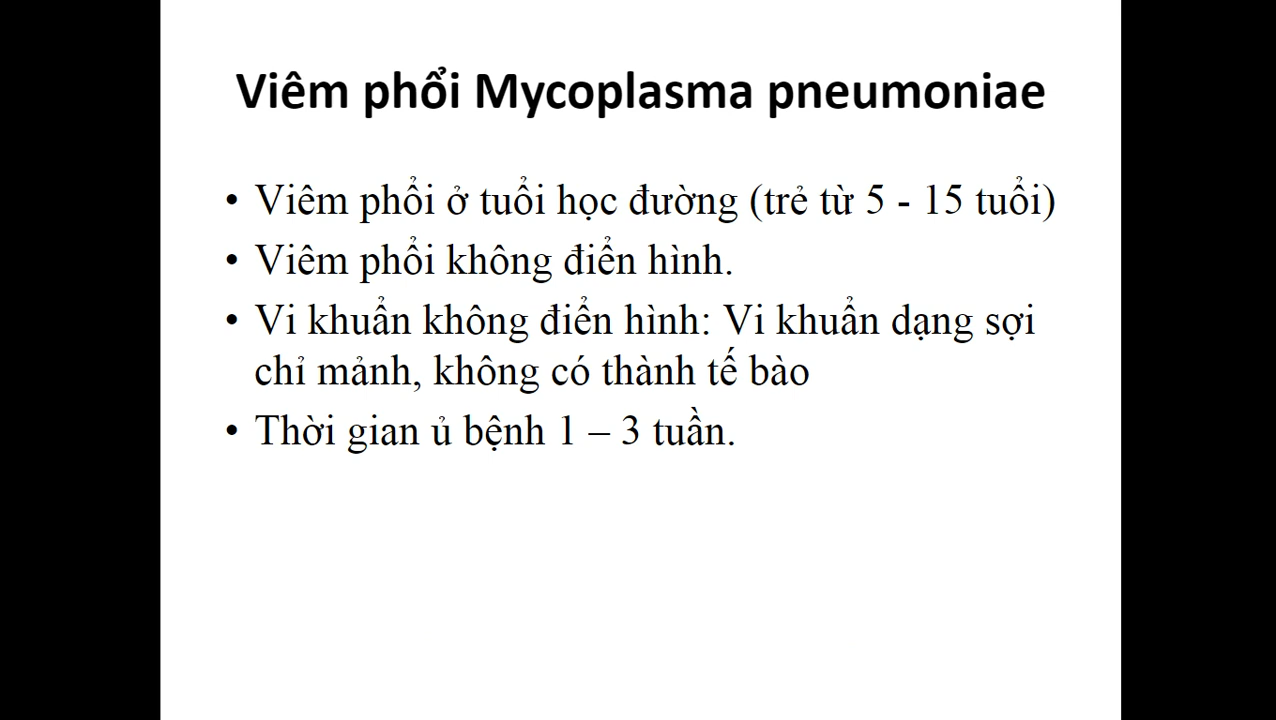 Viêm phổi Mycoplasma pneumoniae
• Viêm phổi ở tuổi học đường (trẻ từ 5 - 15 tuổi)
• Viêm phổi không điển hình.
• Vi khuẩn không điển hình: Vi khuẩn dạng sợi
chỉ mảnh, không có thành tế bào
• Thời gian ủ bệnh 1 – 3 tuần.